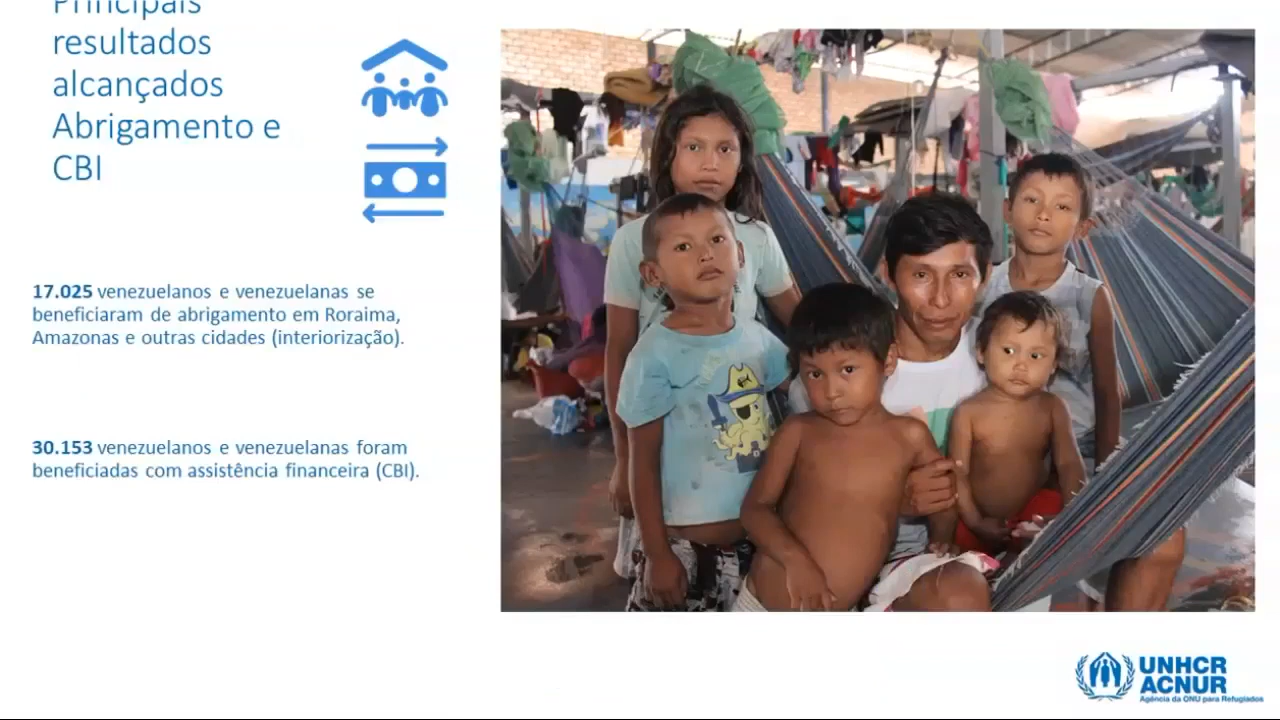 Principais
resultados
alcançados
Abrigamento e
CBI
17.025 venezuelanos e venezuelanas se
beneficiaram de abrigamento em Roraima,
Amazonas e outras cidades (interiorização).
30.153 venezuelanos e venezuelanas foram
beneficiadas com assistência financeira (CBI).
UNHCR
ACNUR
Agência da ONU para Refugiados